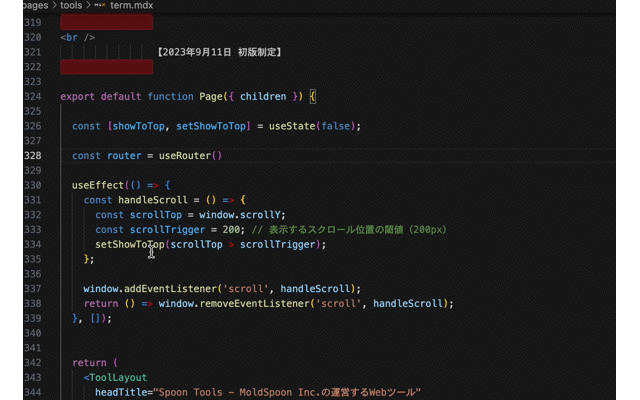 pages > tools > term.mdx
319
320 <br />
321 【2023年9月11日 初版制定】
322
323
324 export default function Page({ children }) {
325
326 const [showToTop, setShowToTop] = useState(false);
327
328 const router = useRouter()
329
330 useEffect(() => {
331 const handleScroll = () => {
332 const scrollTop = window.scrollY;
333 const scrollTrigger = 200; // 表示するスクロール位置の閾値（200px）
334 setShowToTop(scrollTop > scrollTrigger);
335 };
336
337 window.addEventListener('scroll', handleScroll);
338 return () => window.removeEventListener('scroll', handleScroll);
339 }, []);
340
341
342 return (
343 <ToolLayout
344 headTitle="Spoon Tools - MoldSpoon Inc.の運営するWebツール"